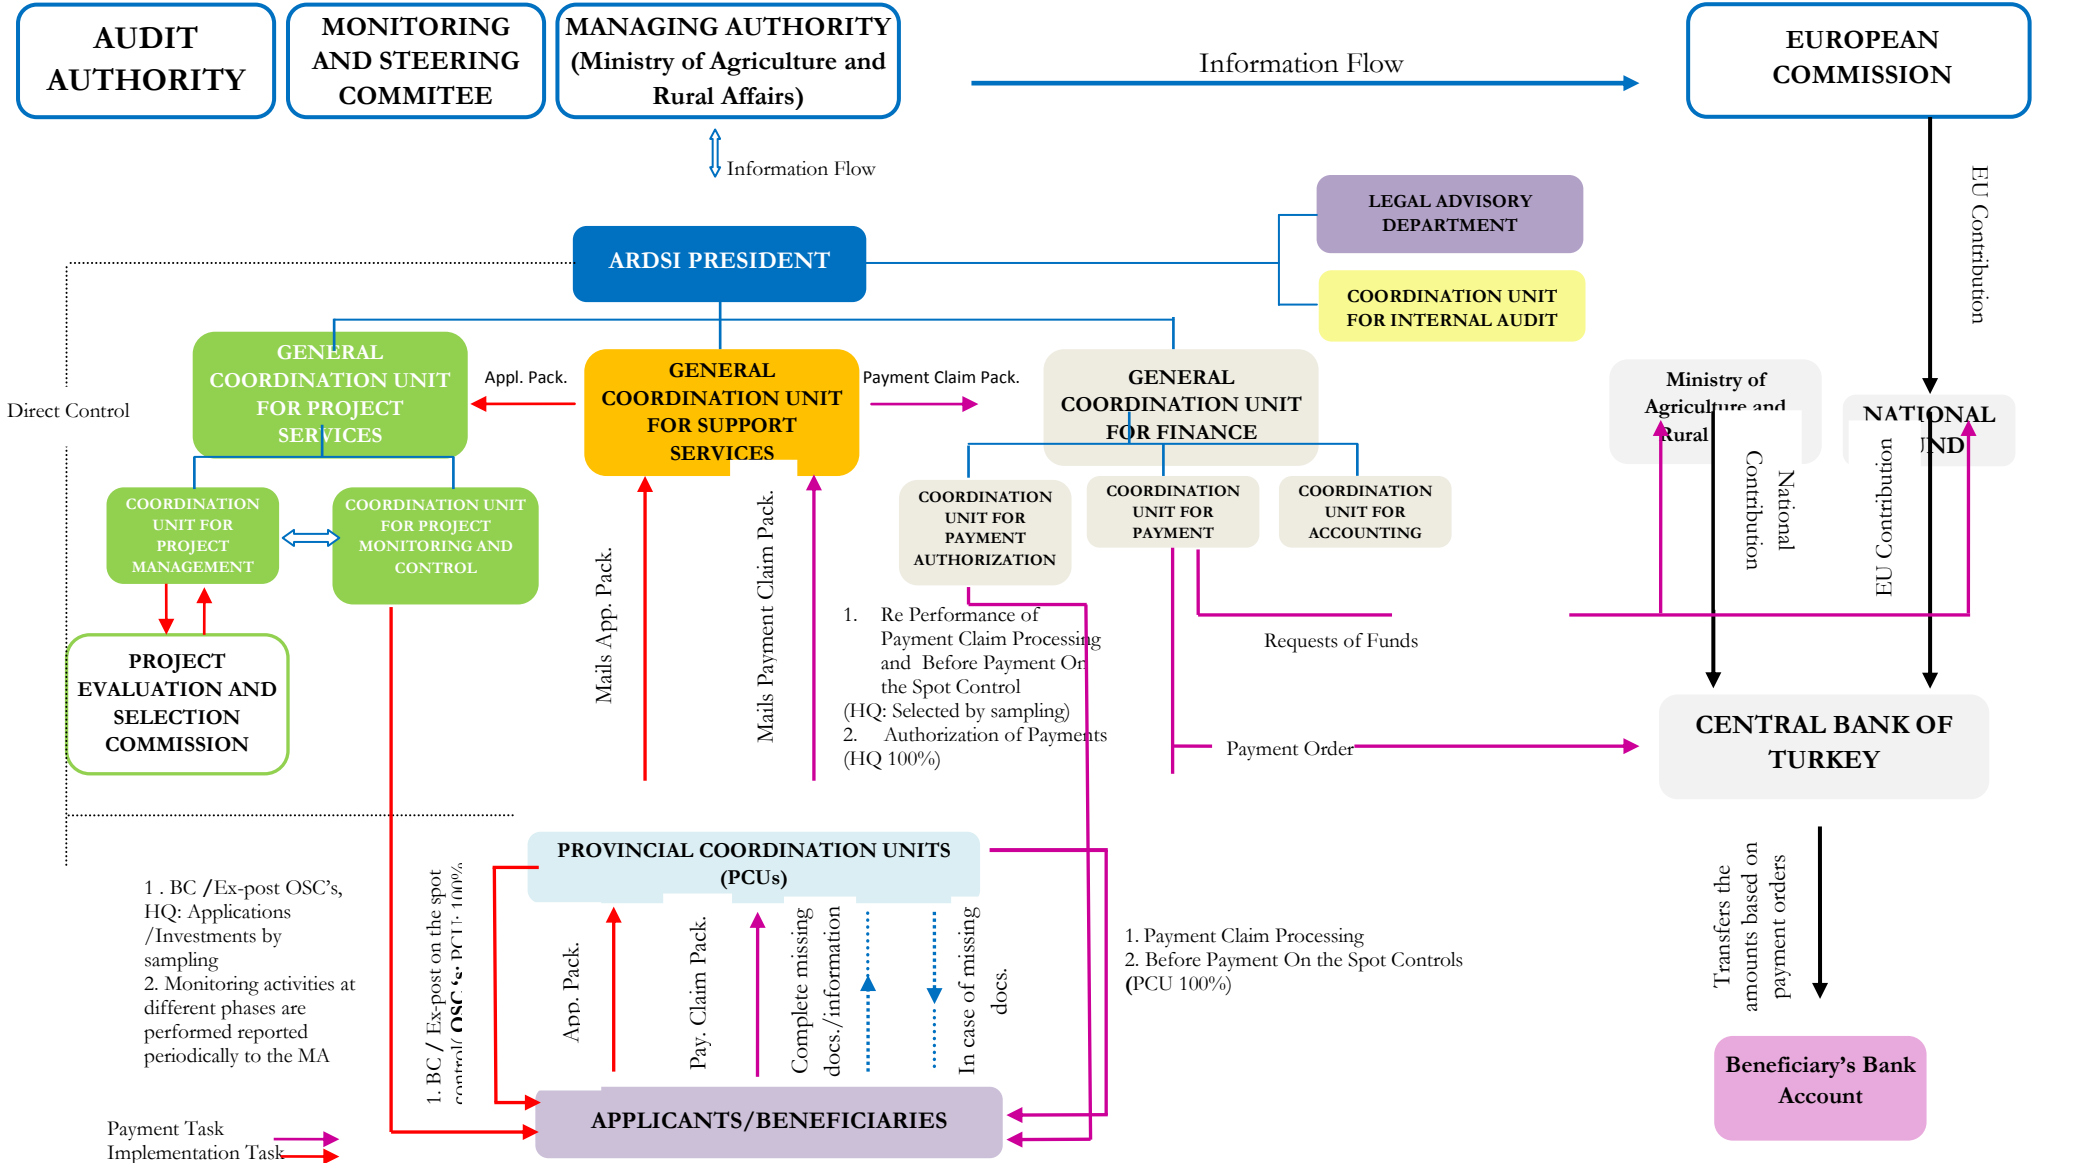 AUDIT
AUTHORITY
MONITORING
AND STEERING
COMMITEE
MANAGING AUTHORITY
(Ministry of Agriculture and
Rural Affairs)
Information Flow
EUROPEAN
COMMISSION
Information Flow
EU Contribution
LEGAL ADVISORY
DEPARTMENT
ARDSI PRESIDENT
COORDINATION UNIT
FOR INTERNAL AUDIT
Direct Control
GENERAL
COORDINATION UNIT
FOR PROJECT
SERVICES
Appl. Pack.
GENERAL
COORDINATION UNIT
FOR SUPPORT
SERVICES
Payment Claim Pack.
GENERAL
COORDINATION UNIT
FOR FINANCE
Ministry of
Agriculture and
Rural
NATIONAL
National
Contribution
EU Contribution
COORDINATION
UNIT FOR
PROJECT
MANAGEMENT
COORDINATION UNIT
FOR PROJECT
MONITORING AND
CONTROL
COORDINATION
UNIT FOR
PAYMENT
AUTHORIZATION
COORDINATION
UNIT FOR
PAYMENT
COORDINATION
UNIT FOR
ACCOUNTING
Mails App. Pack.
Mails Payment Claim Pack.
1. Re Performance of
Payment Claim Processing
and Before Payment On
the Spot Control
(HQ: Selected by sampling)
2. Authorization of Payments
(HQ 100%)
Requests of Funds
Payment Order
PROJECT
EVALUATION AND
SELECTION
COMMISSION
CENTRAL BANK OF
TURKEY
PROVINCIAL COORDINATION UNITS
(PCUs)
1 . BC /Ex-post OSC's,
HQ: Applications
/Investments by
sampling
2. Monitoring activities at
different phases are
performed reported
periodically to the MA
1. BC / Ex-post on the spot
control( OSC's: PCU: 100%
App. Pack.
Pay. Claim Pack.
Complete missing
docs./information
In case of missing
docs.
1. Payment Claim Processing
2. Before Payment On the Spot Controls
(PCU 100%)
Transfers the
amounts based on
payment orders
Beneficiary's Bank
Account
APPLICANTS/BENEFICIARIES
Payment Task
Implementation Task